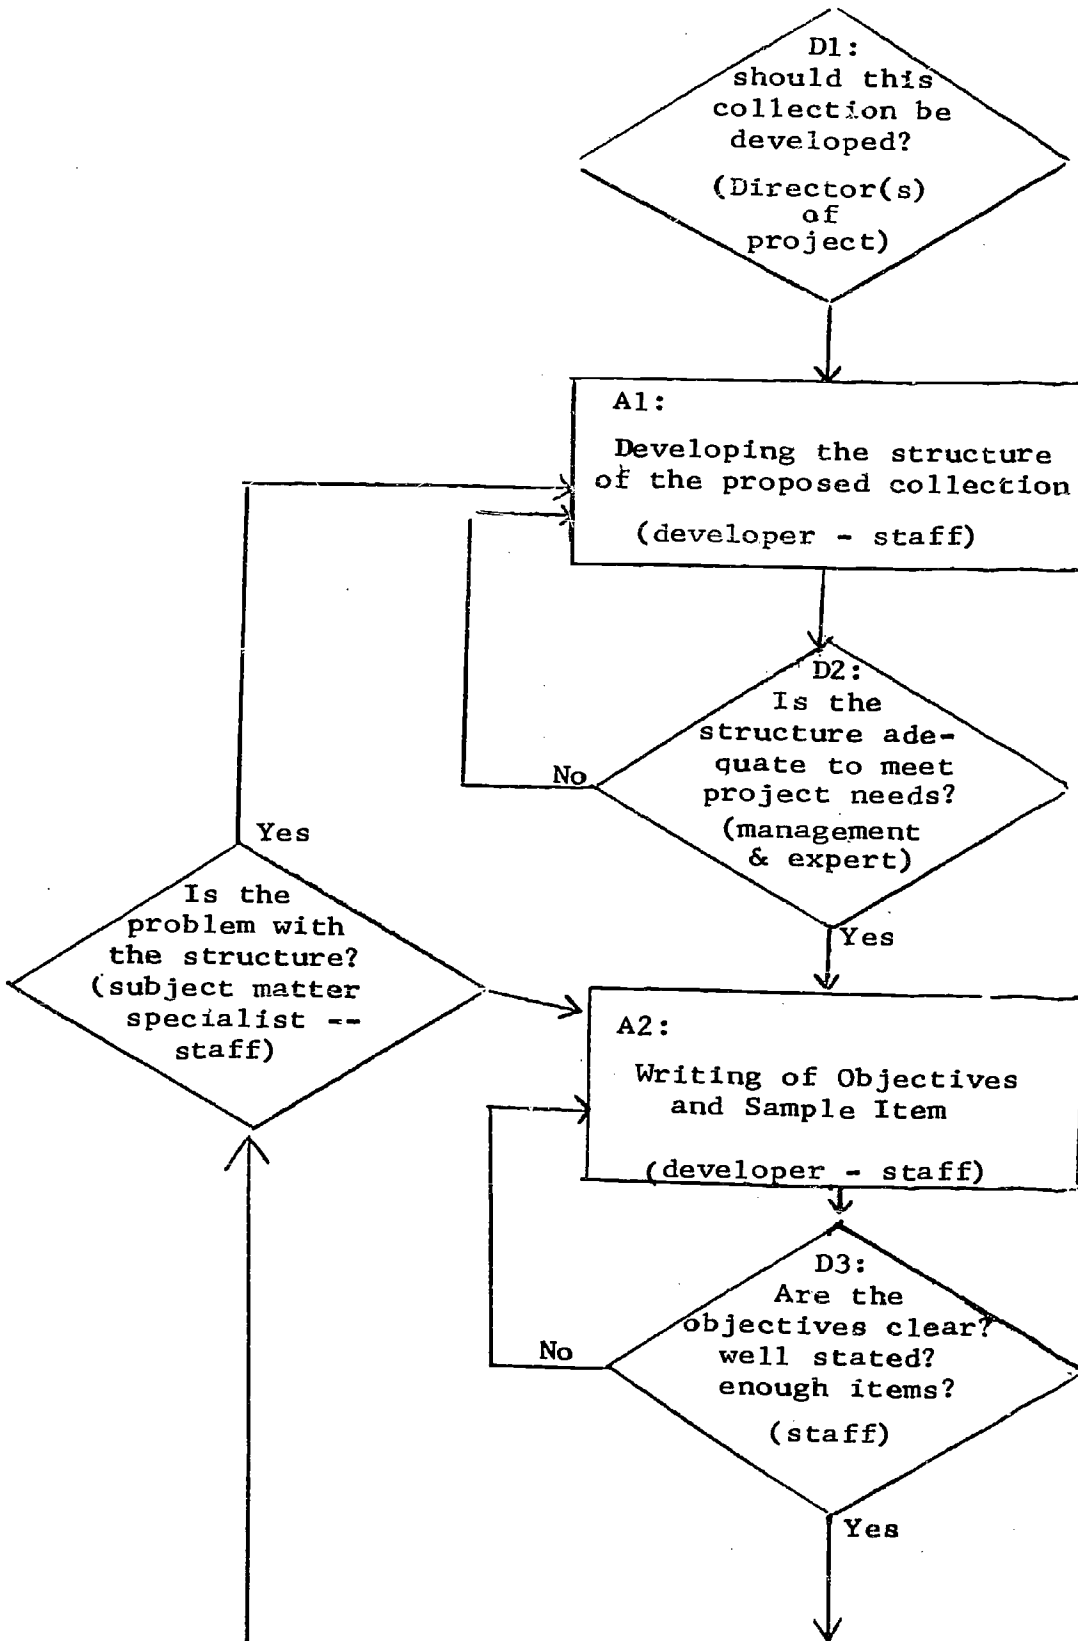 D1:
should this
collection be
developed?
(Director(s)
of
project)
A1:
Developing the structure
of the proposed collection
(developer - staff)
D2:
Is the
structure ade-
quate to meet
project needs?
(management
& expert)
No
Yes
Yes
Is the
problem with
the structure?
(subject matter
specialist --
staff)
A2:
Writing of Objectives
and Sample Item
(developer - staff)
D3:
Are the
objectives clear?
well stated?
enough items?
(staff)
No
Yes